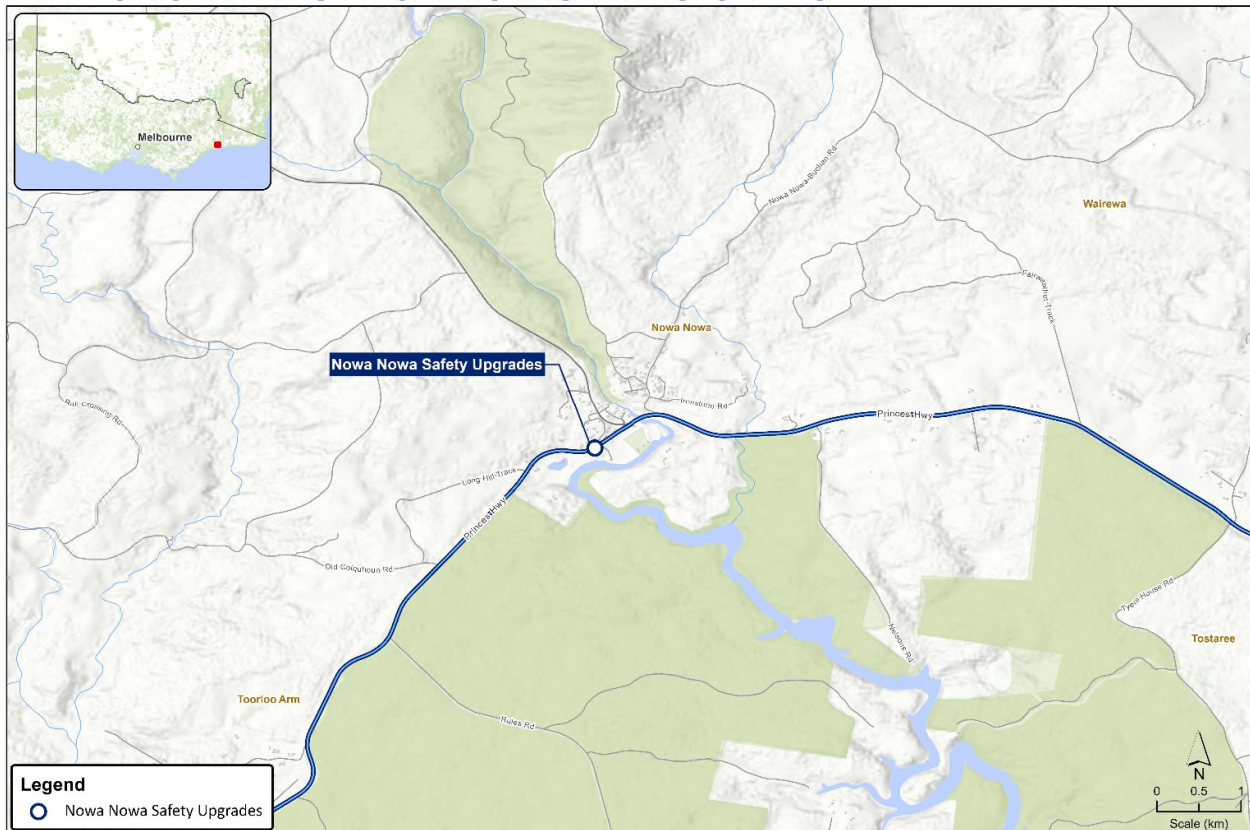 Melbourne
Nowa Nowa-Buchan Rd
Wairewa
Fairweather-Track
Nowa Nowa
Nowa Nowa Safety Upgrades
Rail-Crossing Rd
Princes Hwy
Long-Hill-Track
Princes Hwy
Old-Colquhoun Rd
Tyers House Rd
Nelsons Rd
Tostaree
Toorloo Arm
Rules Rd
Legend
Nowa Nowa Safety Upgrades
N
0 0.5 1
Scale (km)